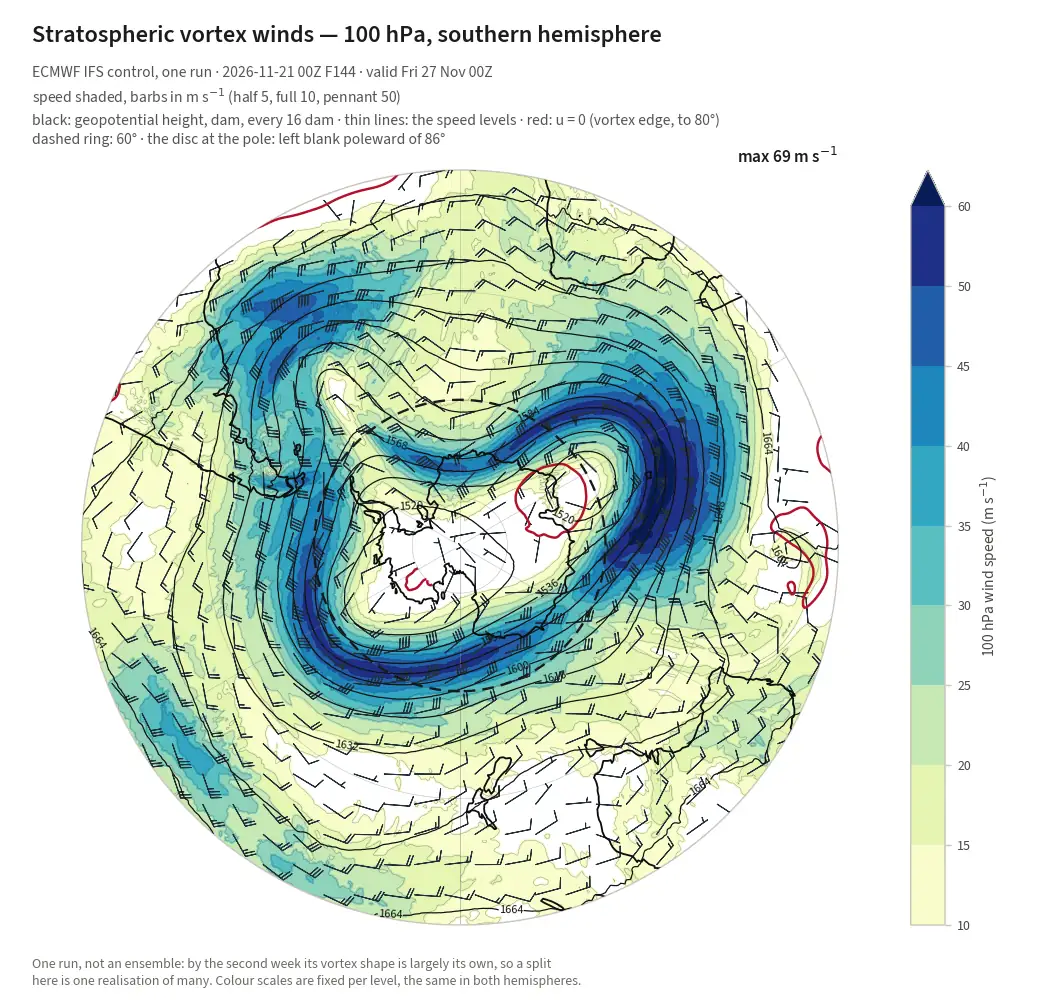 Stratospheric vortex winds — 100 hPa, southern hemisphere
ECMWF IFS control, one run · 2026-11-21 00Z F144 · valid Fri 27 Nov 00Z
speed shaded, barbs in m s⁻¹ (half 5, full 10, pennant 50)
black: geopotential height, dam, every 16 dam · thin lines: the speed levels · red: u = 0 (vortex edge, to 80°)
dashed ring: 60° · the disc at the pole: left blank poleward of 86°
max 69 m s⁻¹
60
50
45
40
35
30
25
20
15
10
100 hPa wind speed (m s⁻¹)
1584
1568
1664
1520
1520
1536
1664
1600
1616
1632
1664
1664
1664
One run, not an ensemble: by the second week its vortex shape is largely its own, so a split
here is one realisation of many. Colour scales are fixed per level, the same in both hemispheres.